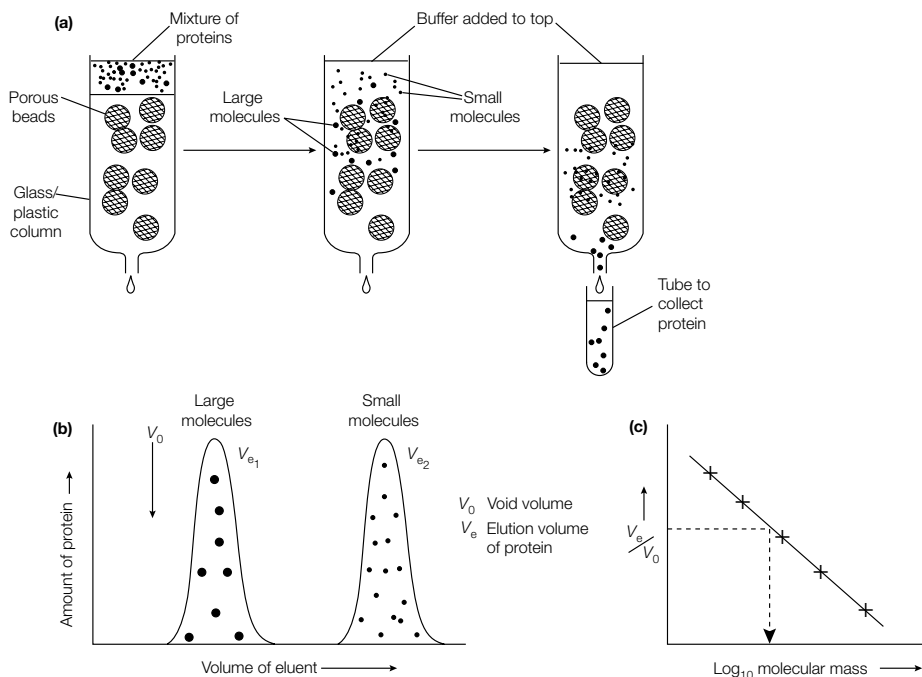 (a)
Mixture of
proteins
Buffer added to top
Porous
beads
Large
molecules
Small
molecules
Glass/
plastic
column
Tube to
collect
protein
(b)
Large
molecules
Small
molecules
V0
Ve1
Ve2
Amount of protein
Volume of eluent
V0 Void volume
Ve Elution volume
of protein
(c)
Ve/V0
Log10 molecular mass